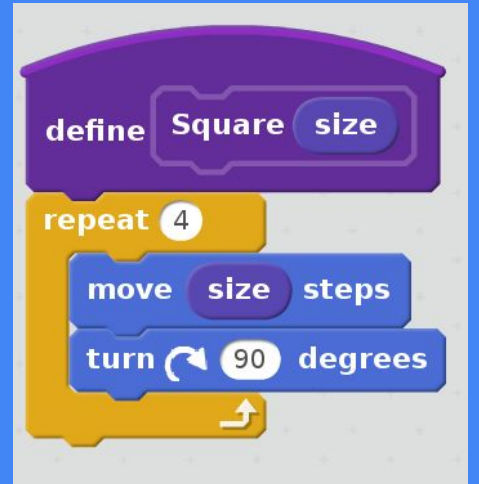 define Square size
repeat 4
move size steps
turn 90 degrees